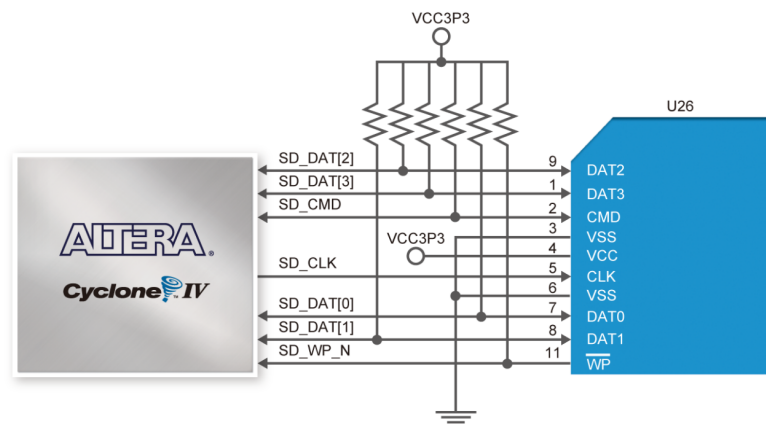 VCC3P3
U26
SD_DAT[2] 9 DAT2
SD_DAT[3] 1 DAT3
SD_CMD 2 CMD
3 VSS
VCC3P3 4 VCC
SD_CLK 5 CLK
6 VSS
SD_DAT[0] 7 DAT0
SD_DAT[1] 8 DAT1
SD_WP_N 11 WP
ALTERA.
Cyclone™ IV